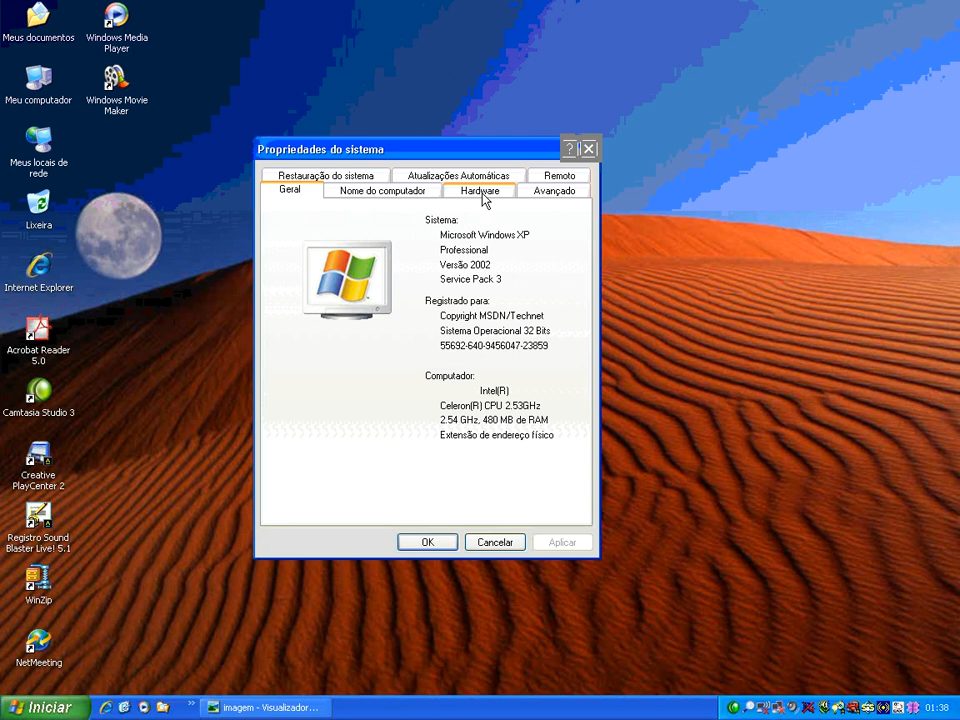 Meus documentos
Windows Media
Player
Meu computador
Windows Movie
Maker
Meus locais de
rede
Lixeira
Internet Explorer
Acrobat Reader
5.0
Camtasia Studio 3
Creative
PlayCenter 2
Registro Sound
Blaster Live! 5.1
WinZip
NetMeeting
Propriedades do sistema
Restauração do sistema
Atualizações Automáticas
Remoto
Geral
Nome do computador
Hardware
Avançado
Sistema:
Microsoft Windows XP
Professional
Versão 2002
Service Pack 3
Registrado para:
Copyright MSDN/Technet
Sistema Operacional 32 Bits
55692-640-9456047-23859
Computador:
Intel(R)
Celeron(R) CPU 2.53GHz
2.54 GHz, 480 MB de RAM
Extensão de endereço físico
OK
Cancelar
Aplicar
Iniciar
imagem - Visualizador...
01:38